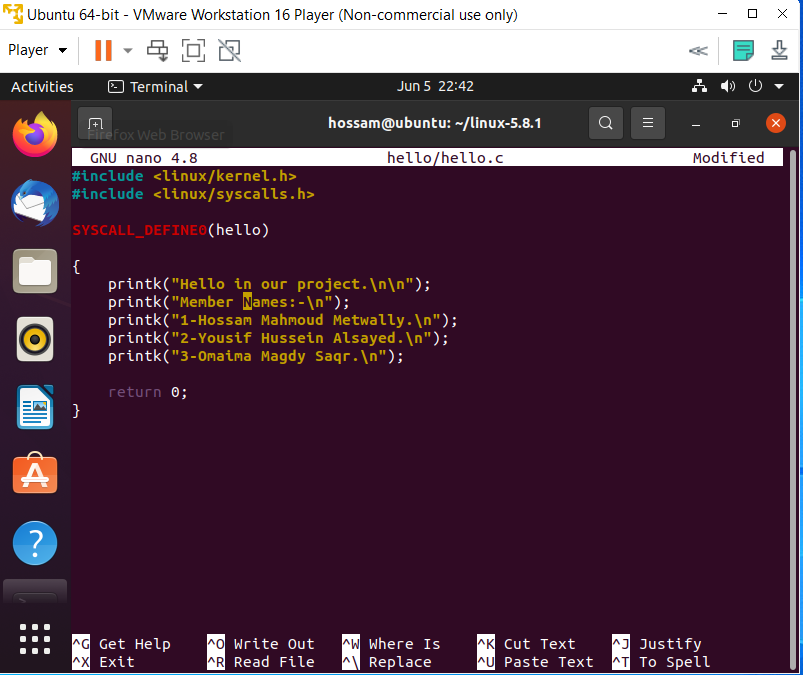 Ubuntu 64-bit - VMware Workstation 16 Player (Non-commercial use only)
Player
Activities Terminal Jun 5 22:42
Firefox Web Browser
hossam@ubuntu: ~/linux-5.8.1
GNU nano 4.8 hello/hello.c Modified
#include <linux/kernel.h>
#include <linux/syscalls.h>
SYSCALL_DEFINE0(hello)
{
printk("Hello in our project.\n\n");
printk("Member Names:-\n");
printk("1-Hossam Mahmoud Metwally.\n");
printk("2-Yousif Hussein Alsayed.\n");
printk("3-Omaima Magdy Saqr.\n");
return 0;
}
^G Get Help ^O Write Out ^W Where Is ^K Cut Text ^J Justify
^X Exit ^R Read File ^\ Replace ^U Paste Text ^T To Spell